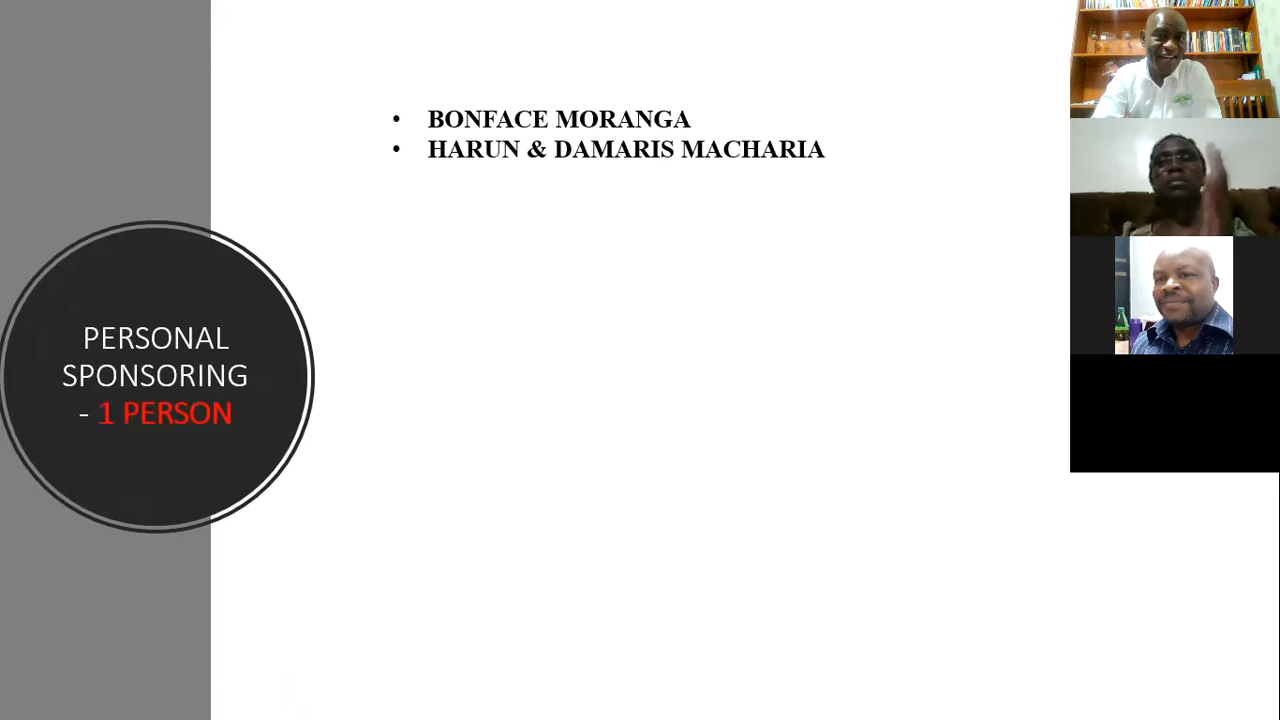 PERSONAL
SPONSORING
- 1 PERSON
• BONFACE MORANGA
• HARUN & DAMARIS MACHARIA